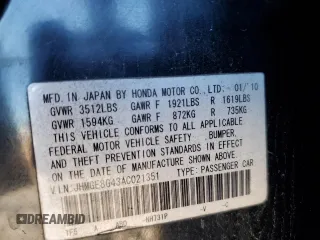 MFD. IN JAPAN BY HONDA MOTOR CO., LTD. 01/10
GVWR 3512LBS GAWR F 1921LBS R 1619LBS
GVWR 1594KG GAWR F 872KG R 735KG
THIS VEHICLE CONFORMS TO ALL APPLICABLE
FEDERAL MOTOR VEHICLE SAFETY, BUMPER,
AND THEFT PREVENTION STANDARDS IN EFFECT ON
THE DATE OF MANUFACTURE SHOWN ABOVE.
VIN:JHMGE8G43AC021351 TYPE: PASSENGER CAR
A NH731P